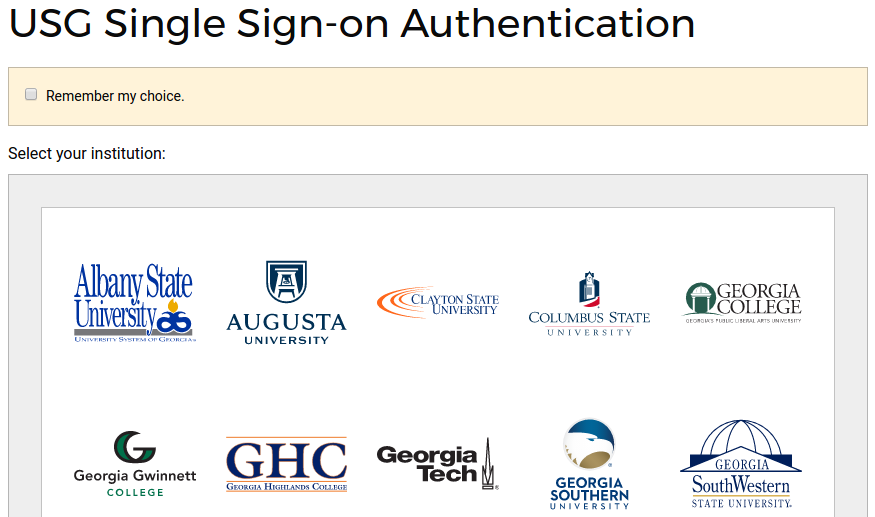 USG Single Sign-on Authentication
Remember my choice.
Select your institution:
Albany State
University
UNIVERSITY SYSTEM OF GEORGIA
AUGUSTA
UNIVERSITY
CLAYTON STATE
UNIVERSITY
COLUMBUS STATE
UNIVERSITY
GEORGIA
COLLEGE
GEORGIA'S PUBLIC LIBERAL ARTS UNIVERSITY
Georgia Gwinnett
COLLEGE
GHC
GEORGIA HIGHLANDS COLLEGE
Georgia
Tech
GEORGIA
SOUTHERN
UNIVERSITY
GEORGIA
SouthWestern
STATE UNIVERSITY